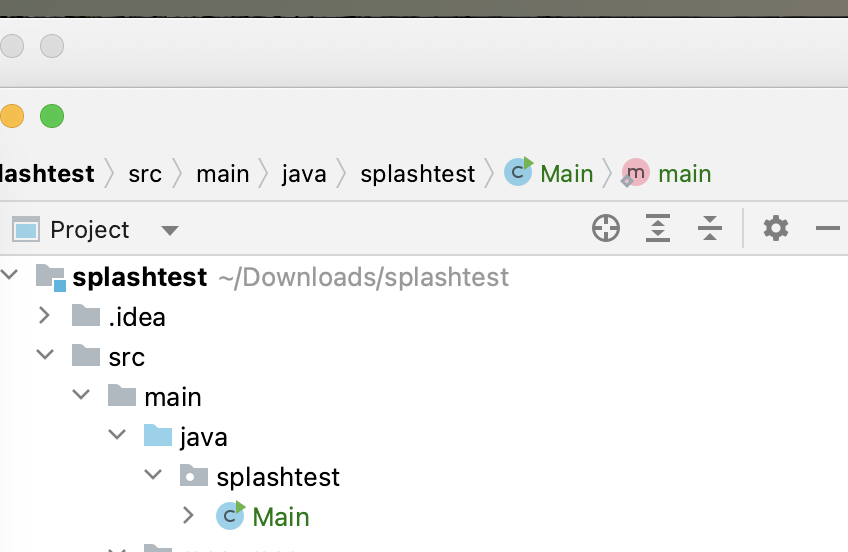 lashtest src main java splashtest C Main m main
Project
splashtest ~/Downloads/splashtest
.idea
src
main
java
splashtest
C Main